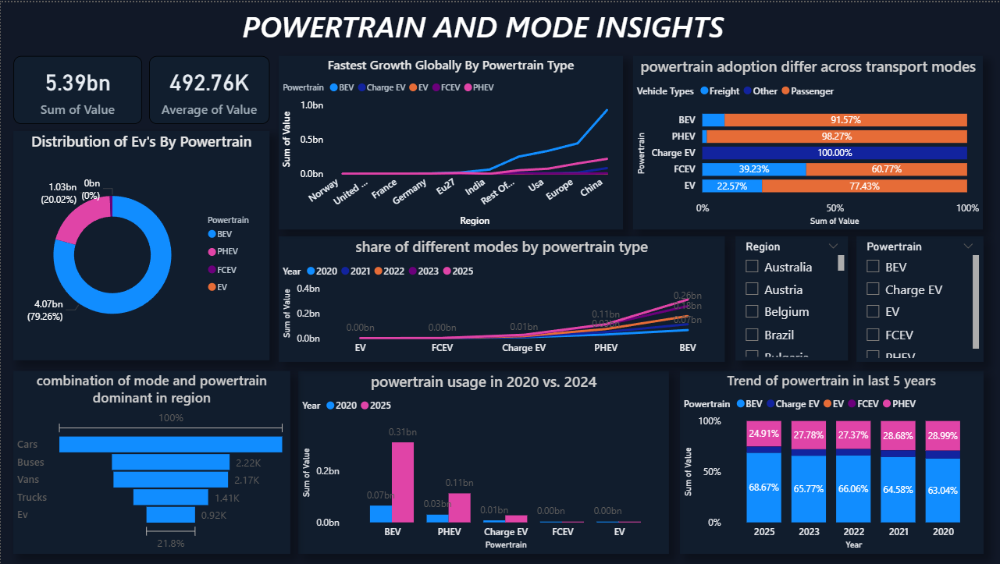 POWERTRAIN AND MODE INSIGHTS
5.39bn
Sum of Value
492.76K
Average of Value
Distribution of Ev's By Powertrain
0bn
(0%)
1.03bn
(20.02%)
4.07bn
(79.26%)
Powertrain
BEV
PHEV
FCEV
EV
Fastest Growth Globally By Powertrain Type
Powertrain BEV Charge EV EV FCEV PHEV
Sum of Value
1.0bn
0.5bn
0.0bn
Norway United ... France Germany Eu27 India Rest Of... Usa Europe China
Region
powertrain adoption differ across transport modes
Vehicle Types Freight Other Passenger
Powertrain
BEV 91.57%
PHEV 98.27%
Charge EV 100.00%
FCEV 39.23% 60.77%
EV 22.57% 77.43%
0% 50% 100%
Sum of Value
share of different modes by powertrain type
Year 2020 2021 2022 2023 2025
Sum of Value
0.4bn
0.2bn
0.0bn
0.00bn 0.00bn 0.01bn 0.11bn 0.03bn 0.26bn 0.18bn 0.07bn
EV FCEV Charge EV PHEV BEV
Region
Australia
Austria
Belgium
Brazil
Bulgaria
Powertrain
BEV
Charge EV
EV
FCEV
PHEV
combination of mode and powertrain
dominant in region
100%
Cars
Buses 2.22K
Vans 2.17K
Trucks 1.41K
Ev 0.92K
21.8%
powertrain usage in 2020 vs. 2024
Year 2020 2025
Sum of Value
0.2bn
0.0bn
0.07bn 0.31bn 0.03bn 0.11bn 0.01bn 0.00bn 0.00bn
BEV PHEV Charge EV FCEV EV
Powertrain
Trend of powertrain in last 5 years
Powertrain BEV Charge EV EV FCEV PHEV
Sum of Value
100%
50%
0%
24.91% 27.78% 27.37% 28.68% 28.99%
68.67% 65.77% 66.06% 64.58% 63.04%
2025 2023 2022 2021 2020
Year